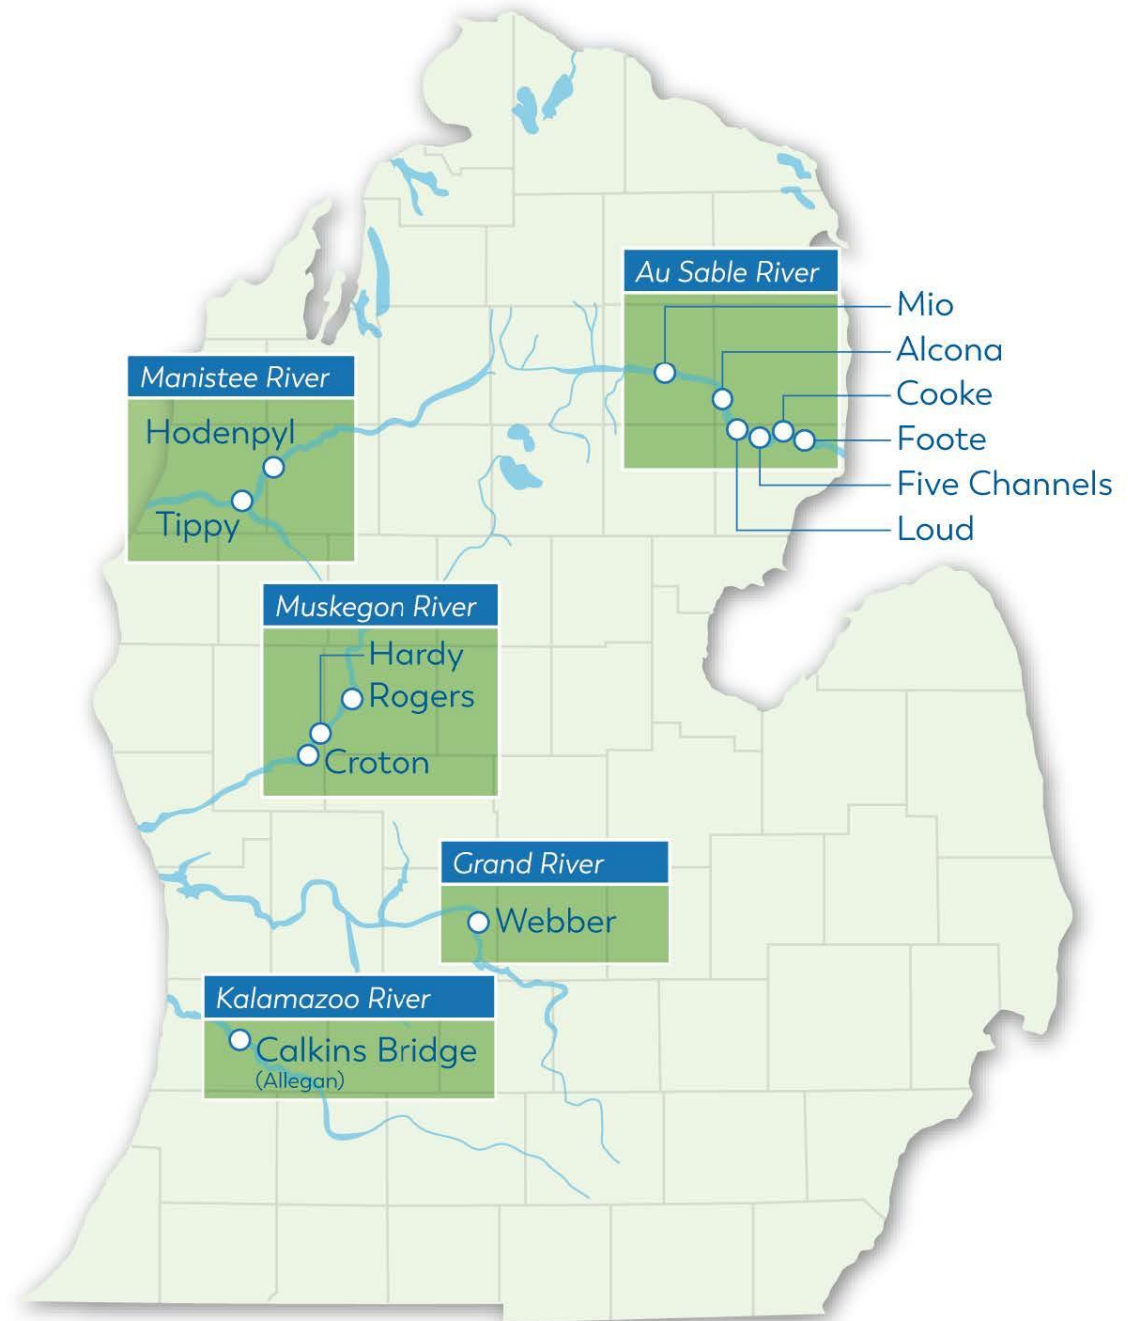 Au Sable River
Mio
Alcona
Cooke
Foote
Five Channels
Loud
Manistee River
Hodenpyl
Tippy
Muskegon River
Hardy
Rogers
Croton
Grand River
Webber
Kalamazoo River
Calkins Bridge
(Allegan)